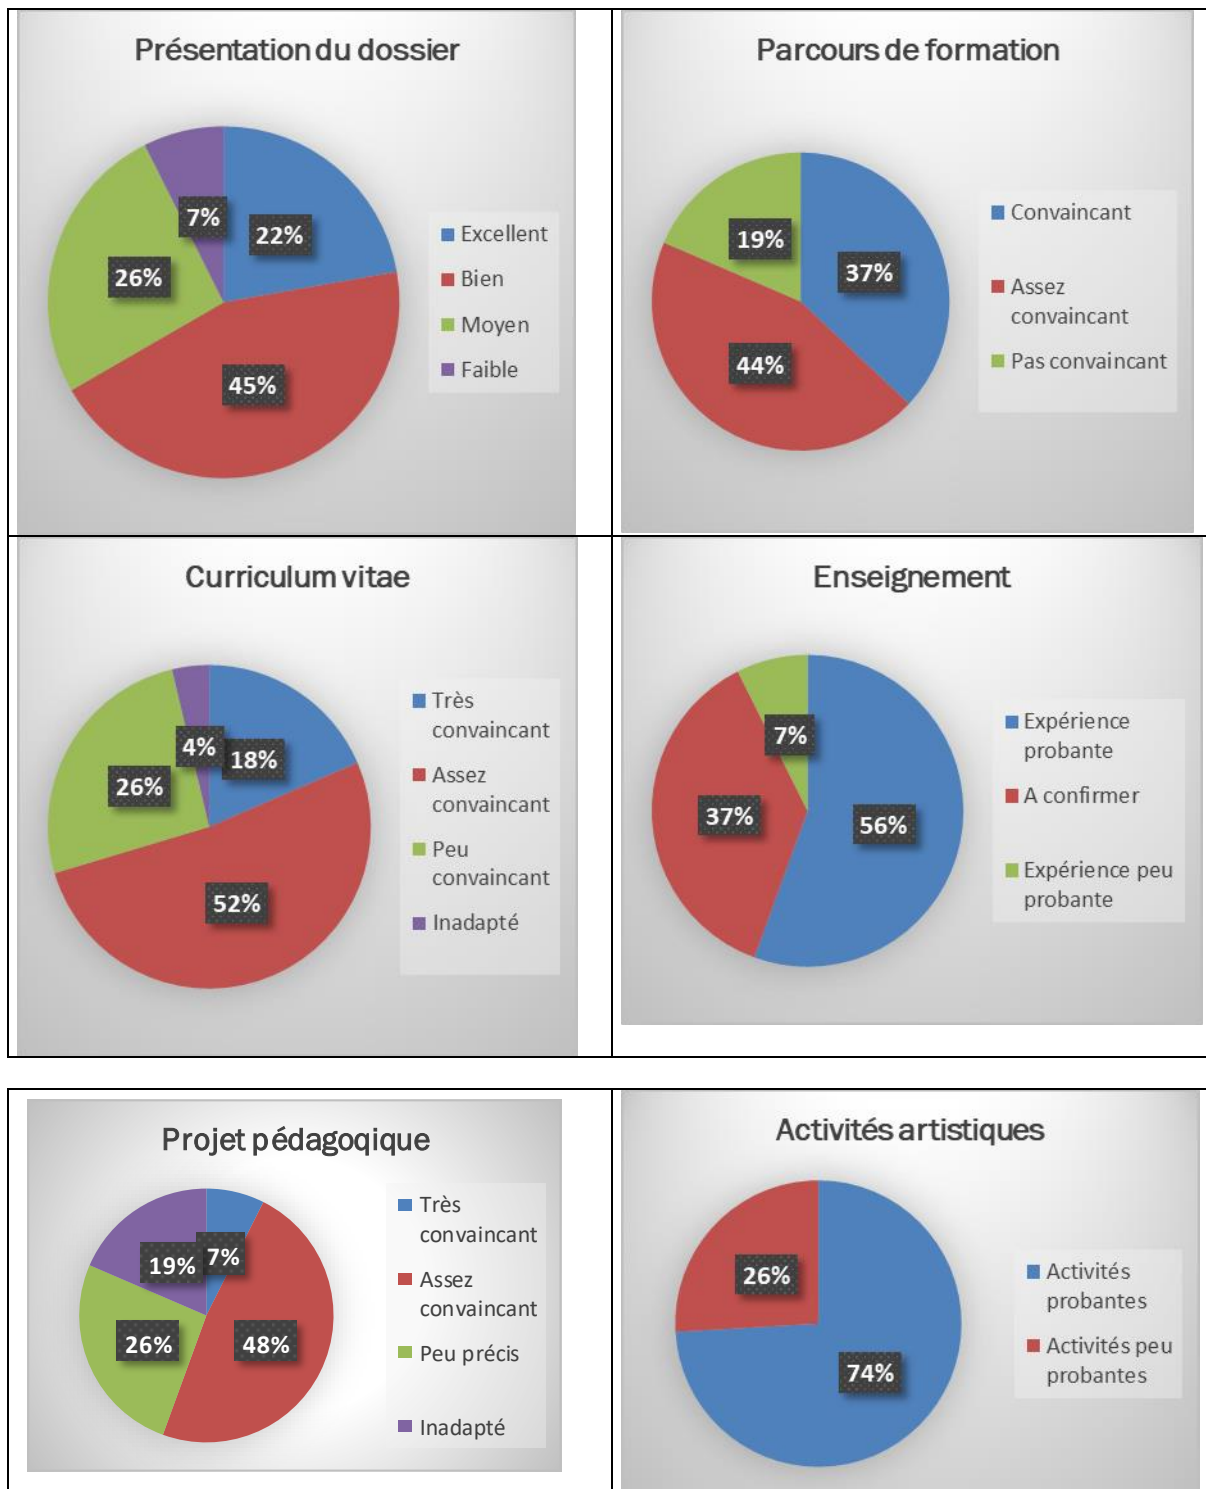 Présentation du dossier
22%
45%
26%
7%
Excellent
Bien
Moyen
Faible
Parcours de formation
37%
44%
19%
Convaincant
Assez
convaincant
Pas convaincant
Curriculum vitae
18%
52%
26%
4%
Très
convaincant
Assez
convaincant
Peu
convaincant
Inadapté
Enseignement
56%
37%
7%
Expérience
probante
A confirmer
Expérience peu
probante
Projet pédagogique
7%
48%
26%
19%
Très
convaincant
Assez
convaincant
Peu précis
Inadapté
Activités artistiques
74%
26%
Activités
probantes
Activités peu
probantes